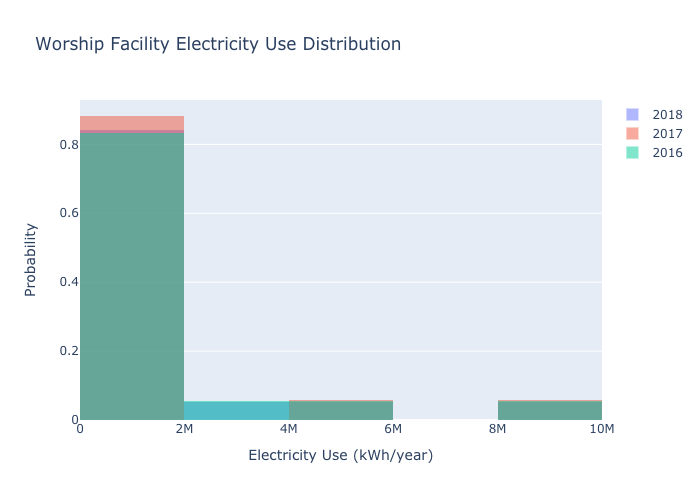 Worship Facility Electricity Use Distribution
2018
2017
2016
0.8
0.6
0.4
0.2
0
Probability
0 2M 4M 6M 8M 10M
Electricity Use (kWh/year)